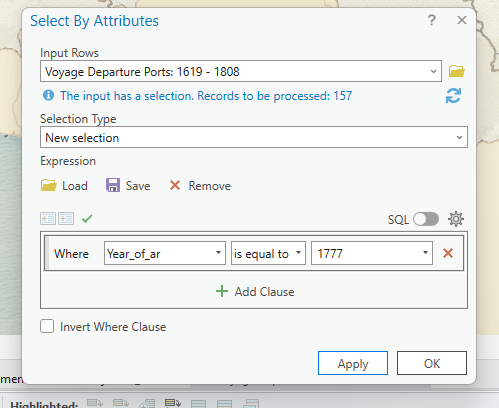 Select By Attributes ? ×
Input Rows
Voyage Departure Ports: 1619 - 1808
The input has a selection. Records to be processed: 157
Selection Type
New selection
Expression
Load Save Remove
SQL
Where Year_of_ar is equal to 1777
Add Clause
Invert Where Clause
Apply OK
Highlighted: